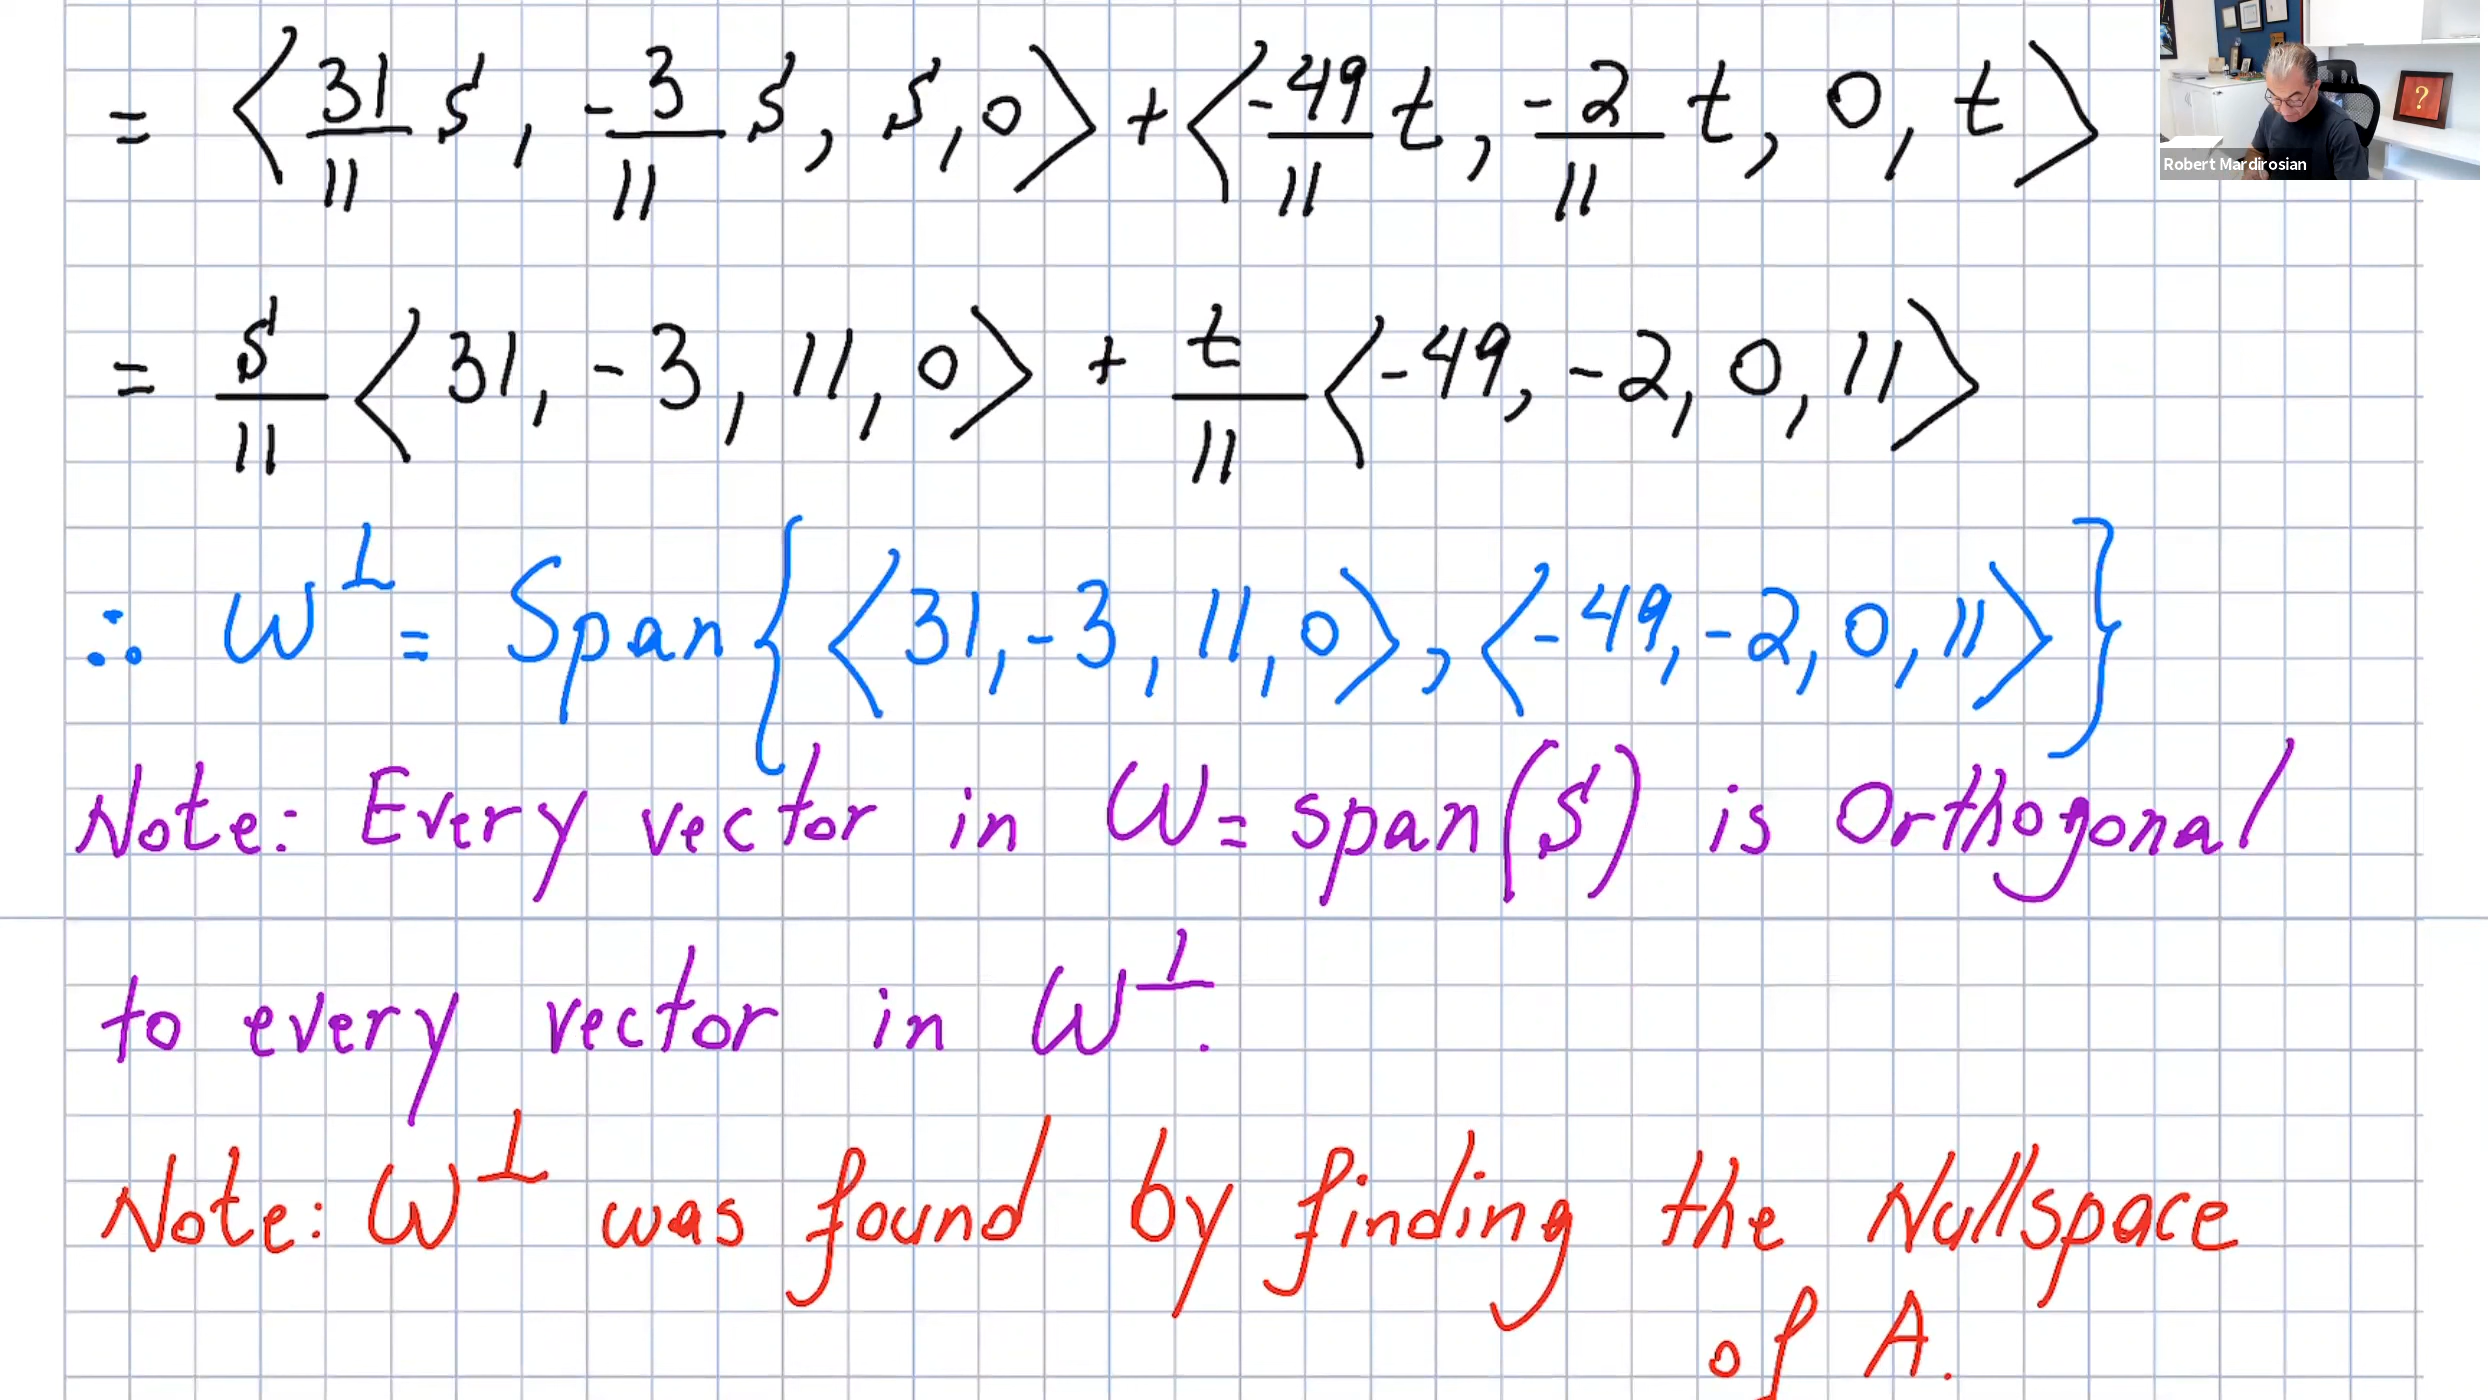 = ⟨31/11 s, -3/11 s, s, 0⟩ + ⟨-49/11 t, -2/11 t, 0, t⟩
?
Robert Mardirosian
= s/11 ⟨31, -3, 11, 0⟩ + t/11 ⟨-49, -2, 0, 11⟩
∴ W^⊥ = Span{⟨31, -3, 11, 0⟩, ⟨-49, -2, 0, 11⟩}
Note: Every vector in W = span(S) is Orthogonal
to every vector in W^⊥.
Note: W^⊥ was found by finding the Nullspace
of A.